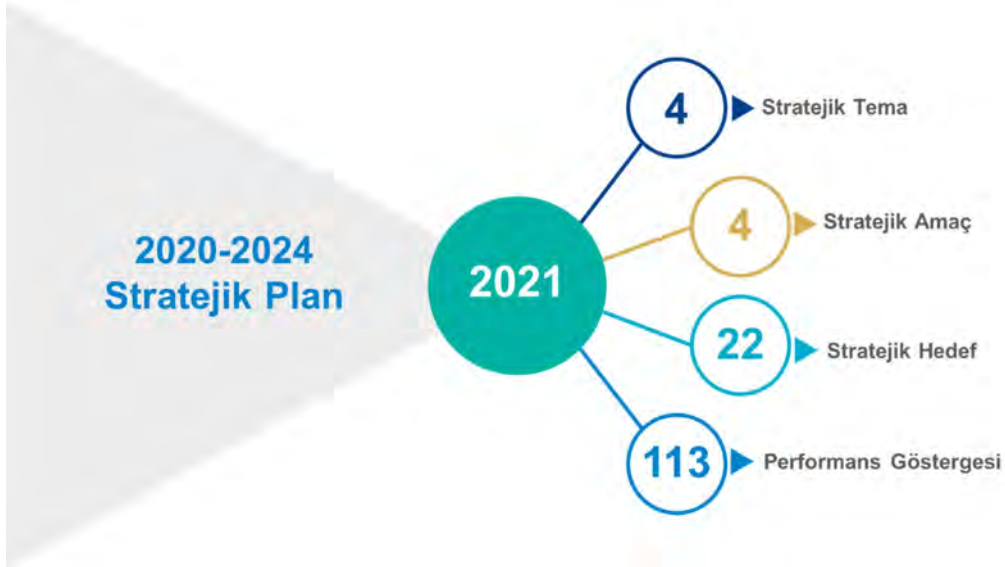 2020-2024
Stratejik Plan
2021
4
Stratejik Tema
4
Stratejik Amaç
22
Stratejik Hedef
113
Performans Göstergesi